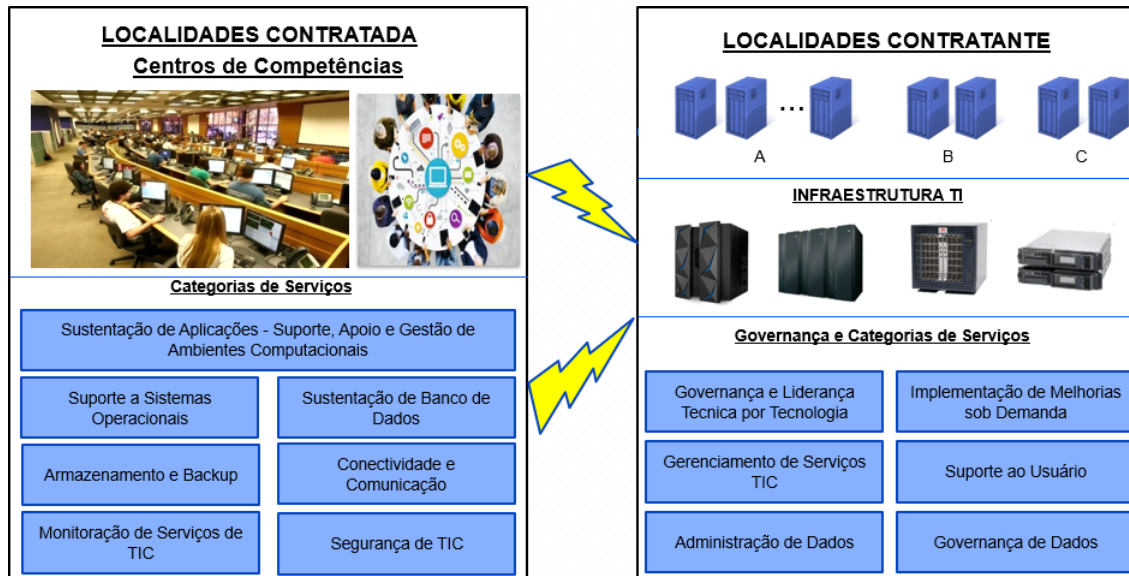 LOCALIDADES CONTRATADA
Centros de Competências
Categorias de Serviços
Sustentação de Aplicações - Suporte, Apoio e Gestão de
Ambientes Computacionais
Suporte a Sistemas
Operacionais
Sustentação de Banco de
Dados
Armazenamento e Backup
Conectividade e
Comunicação
Monitoração de Serviços de
TIC
Segurança de TIC
LOCALIDADES CONTRATANTE
...
A
B
C
INFRAESTRUTURA TI
Governança e Categorias de Serviços
Governança e Liderança
Tecnica por Tecnologia
Implementação de Melhorias
sob Demanda
Gerenciamento de Serviços
TIC
Suporte ao Usuário
Administração de Dados
Governança de Dados